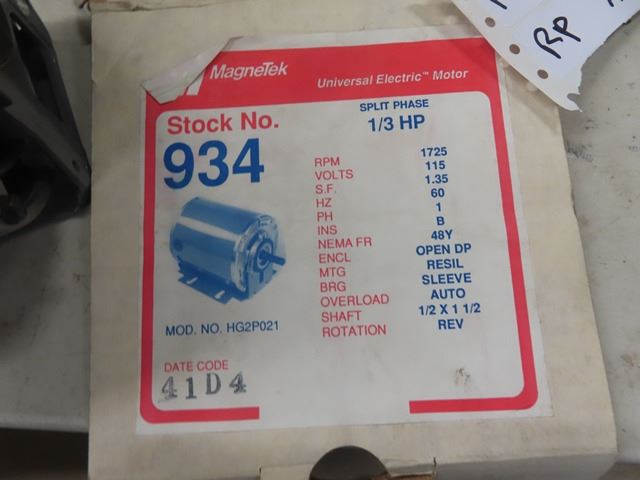 RP
MagneTek
Universal Electric™ Motor
Stock No.
934
SPLIT PHASE
1/3 HP
RPM 1725
VOLTS 115
S.F. 1.35
HZ 60
PH 1
INS B
NEMA FR 48Y
ENCL OPEN DP
MTG RESIL
BRG SLEEVE
OVERLOAD AUTO
SHAFT 1/2 X 1 1/2
ROTATION REV
MOD. NO. HG2P021
DATE CODE
41D4